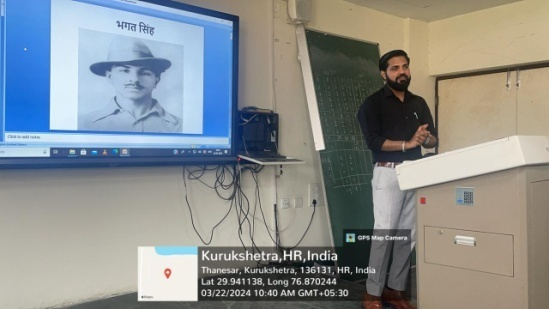 भगत सिंह
Click to add notes
GPS Map Camera
Kurukshetra,HR,India
Thanesar, Kurukshetra, 136131, HR, India
Lat 29.941138, Long 76.870244
03/22/2024 10:40 AM GMT+05:30